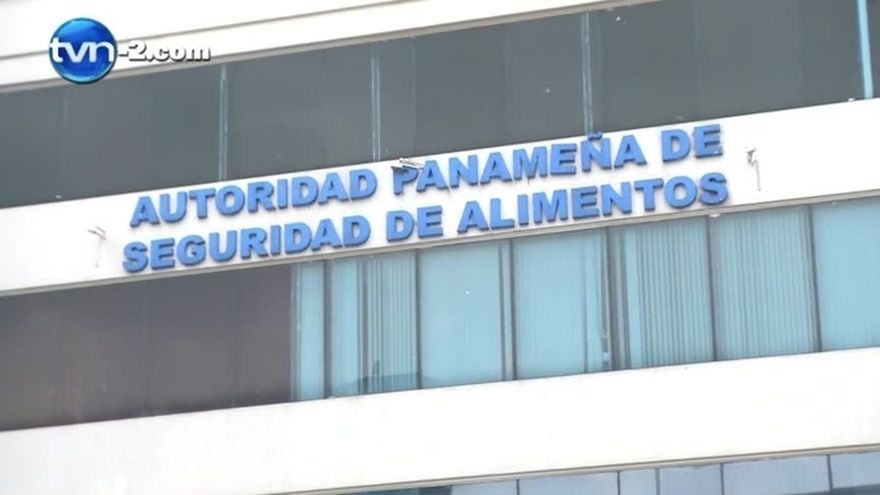 tvn-2.com
AUTORIDAD PANAMEÑA DE
SEGURIDAD DE ALIMENTOS